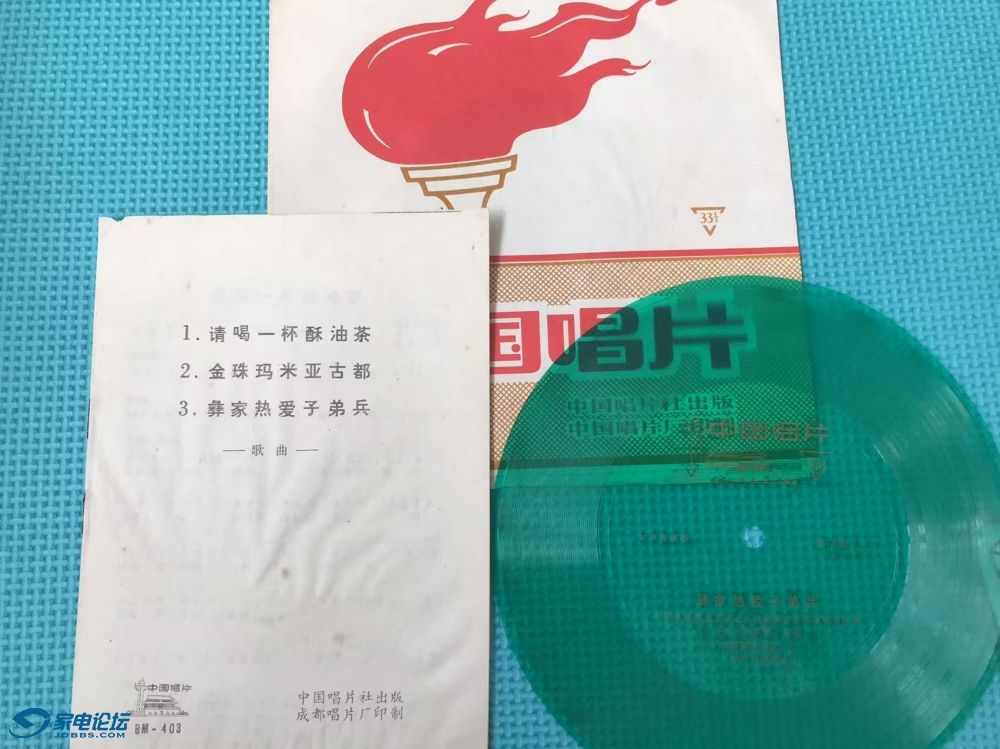 33⅓
国唱片
中国唱片社出版
中国唱片厂
1.请喝一杯酥油茶
2.金珠玛米亚古都
3.彝家热爱子弟兵
——歌曲——
中国唱片
BM-403
中国唱片社出版
成都唱片厂印制
中国唱片
彝家热爱子弟兵
家电论坛
JDBBS.COM